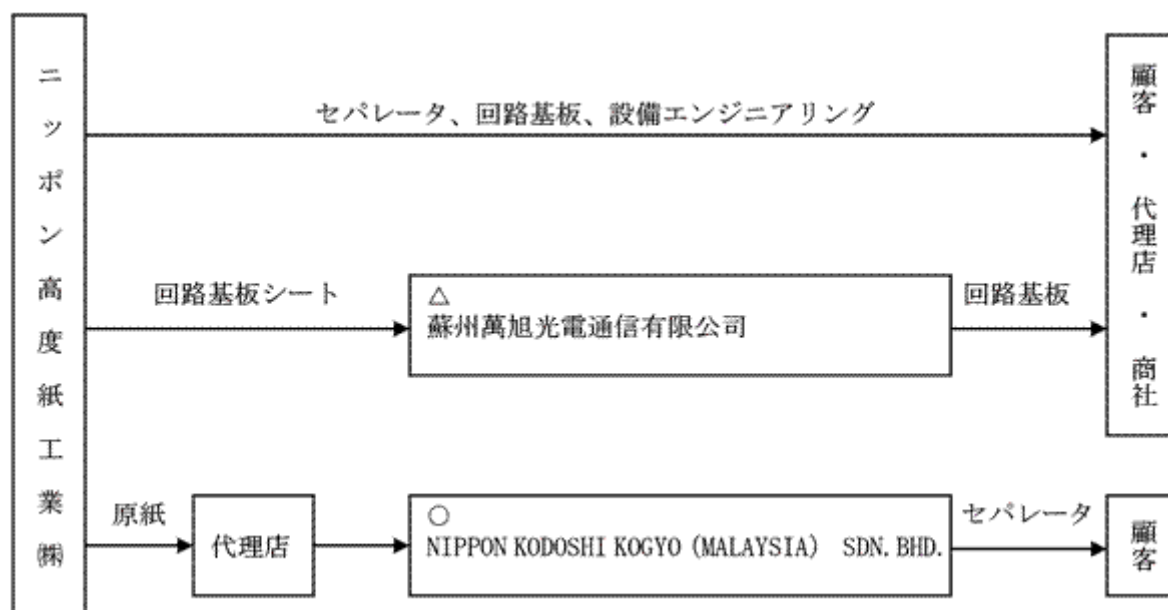 ニッポン高度紙工業㈱
セパレータ、回路基板、設備エンジニアリング
顧客・代理店・商社
回路基板シート
△
蘇州萬旭光電通信有限公司
回路基板
原紙
代理店
○
NIPPON KODOSHI KOGYO (MALAYSIA) SDN. BHD.
セパレータ
顧客